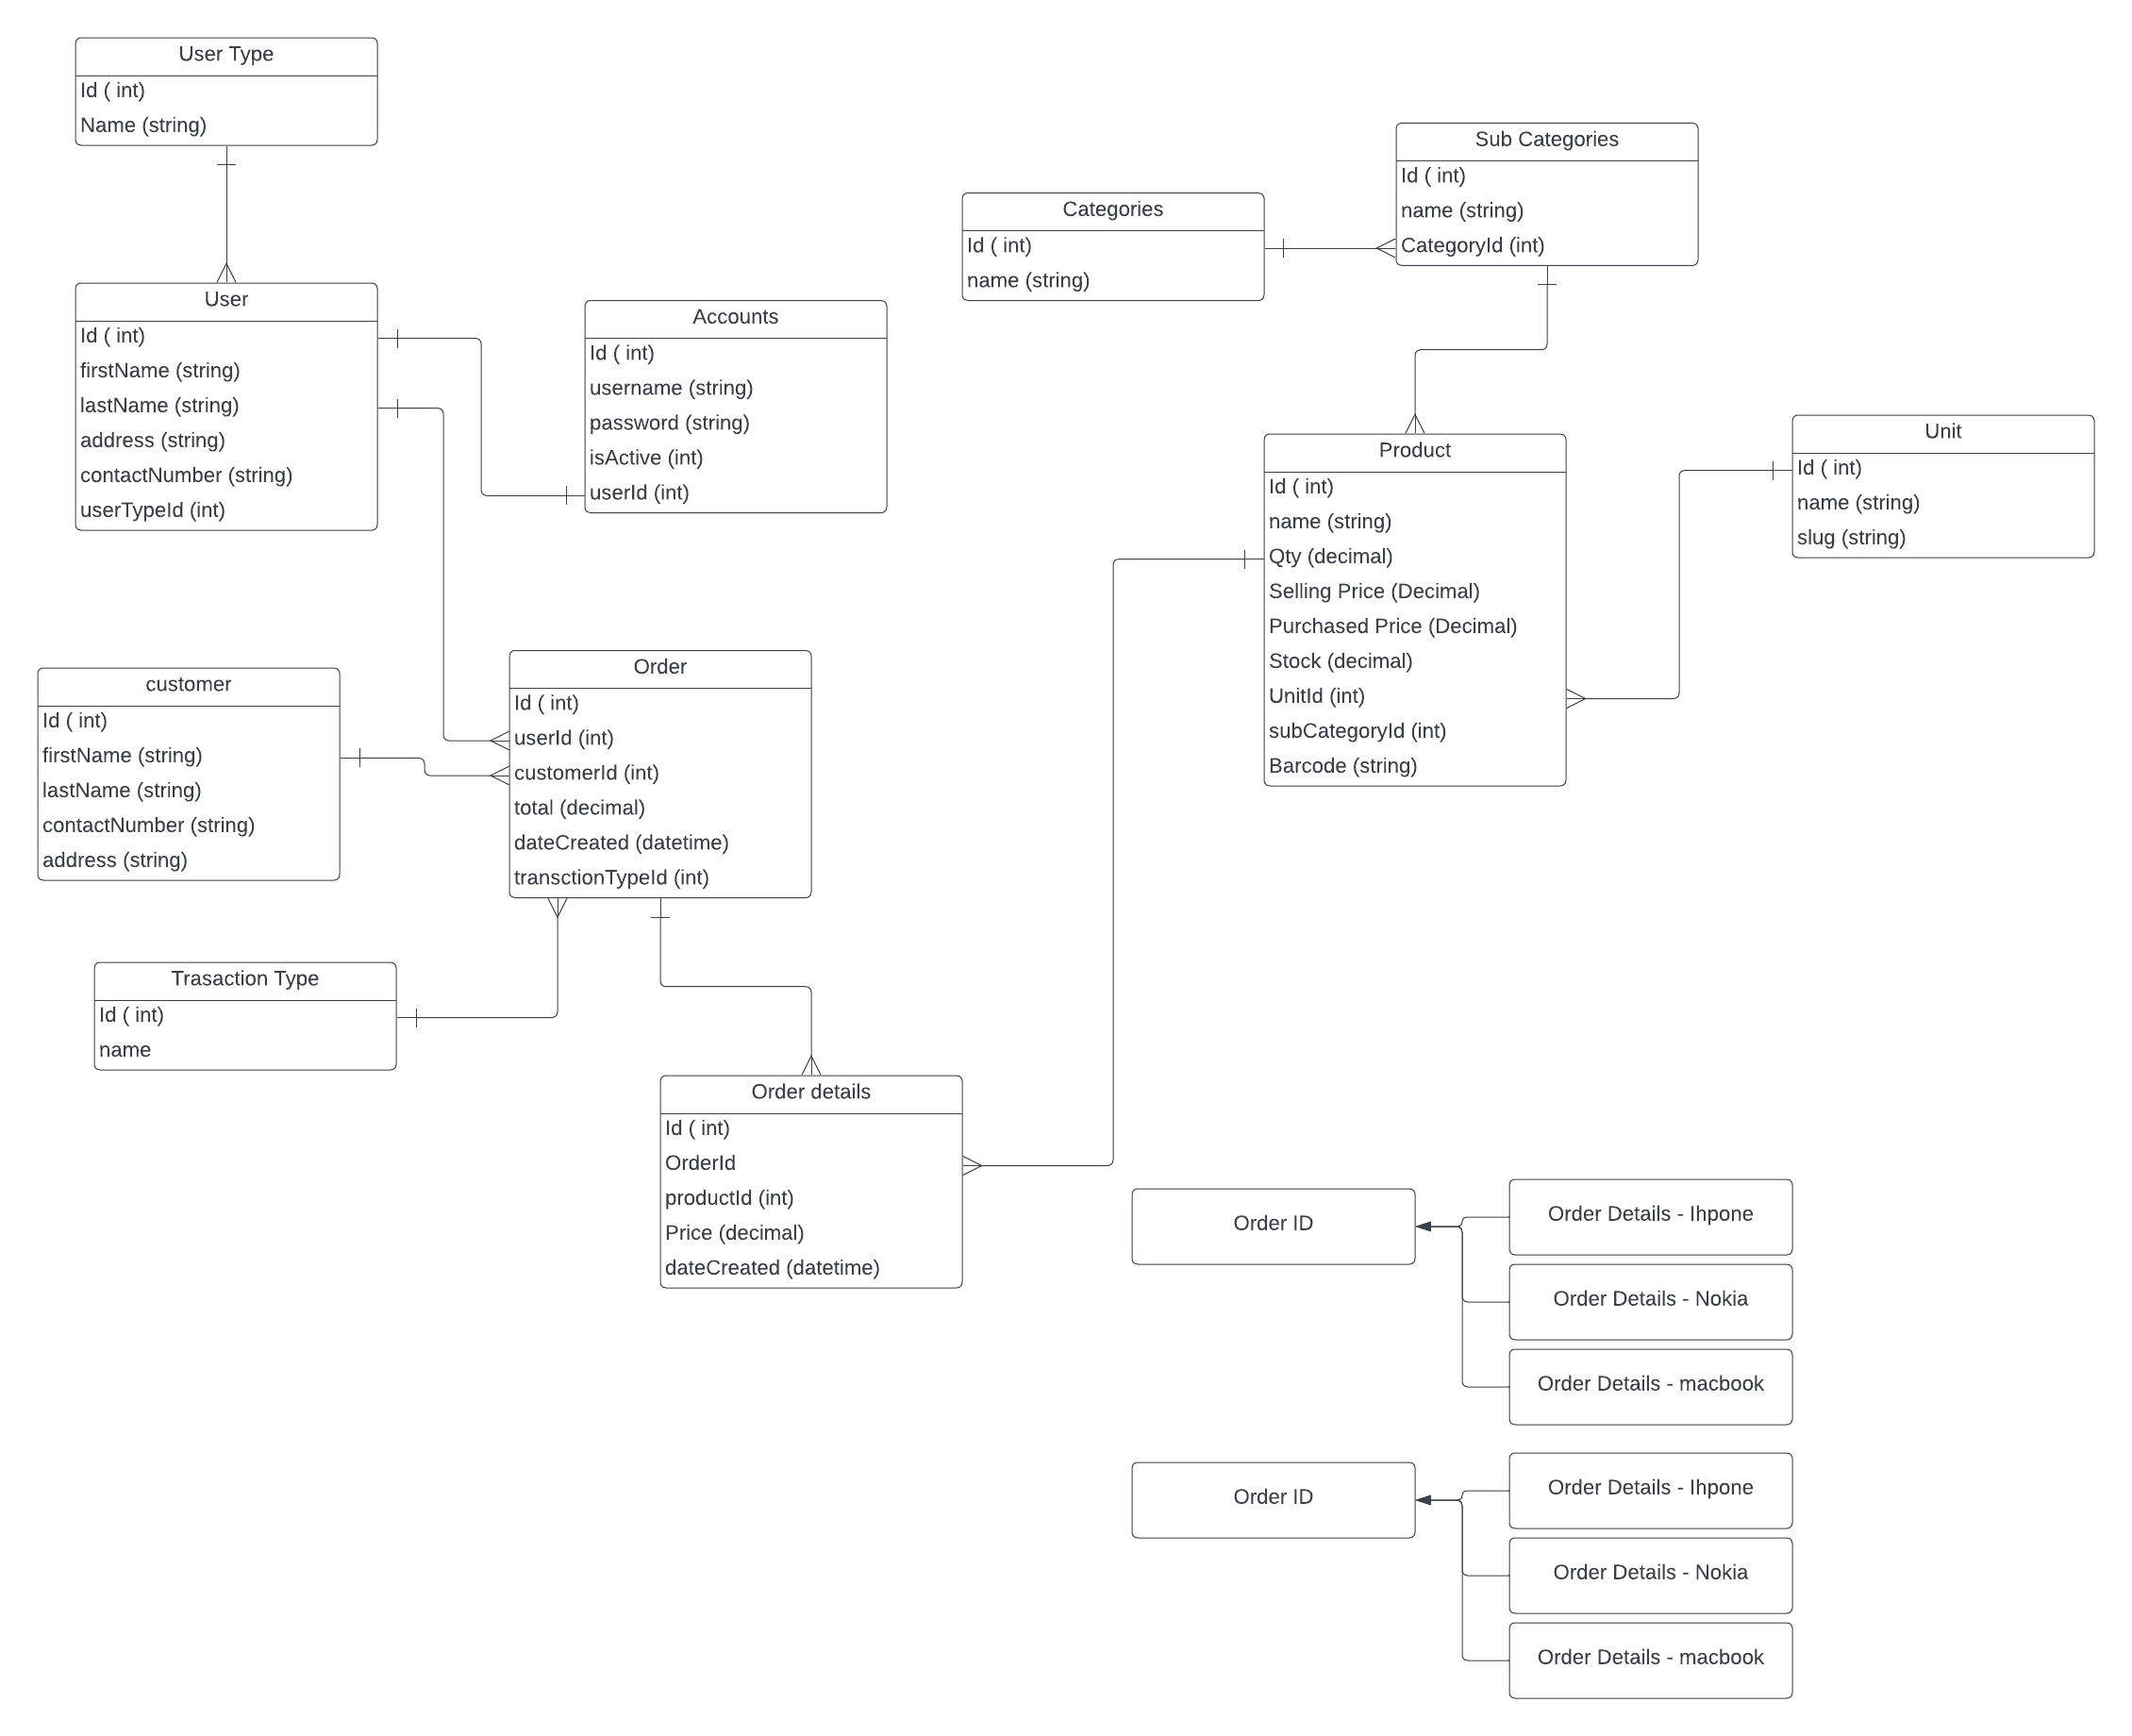 User Type
Id ( int)
Name (string)
User
Id ( int)
firstName (string)
lastName (string)
address (string)
contactNumber (string)
userTypeId (int)
Accounts
Id ( int)
username (string)
password (string)
isActive (int)
userId (int)
Categories
Id ( int)
name (string)
Sub Categories
Id ( int)
name (string)
CategoryId (int)
Product
Id ( int)
name (string)
Qty (decimal)
Selling Price (Decimal)
Purchased Price (Decimal)
Stock (decimal)
UnitId (int)
subCategoryId (int)
Barcode (string)
Unit
Id ( int)
name (string)
slug (string)
customer
Id ( int)
firstName (string)
lastName (string)
contactNumber (string)
address (string)
Order
Id ( int)
userId (int)
customerId (int)
total (decimal)
dateCreated (datetime)
transctionTypeId (int)
Trasaction Type
Id ( int)
name
Order details
Id ( int)
OrderId
productId (int)
Price (decimal)
dateCreated (datetime)
Order ID
Order Details - Ihpone
Order Details - Nokia
Order Details - macbook
Order ID
Order Details - Ihpone
Order Details - Nokia
Order Details - macbook